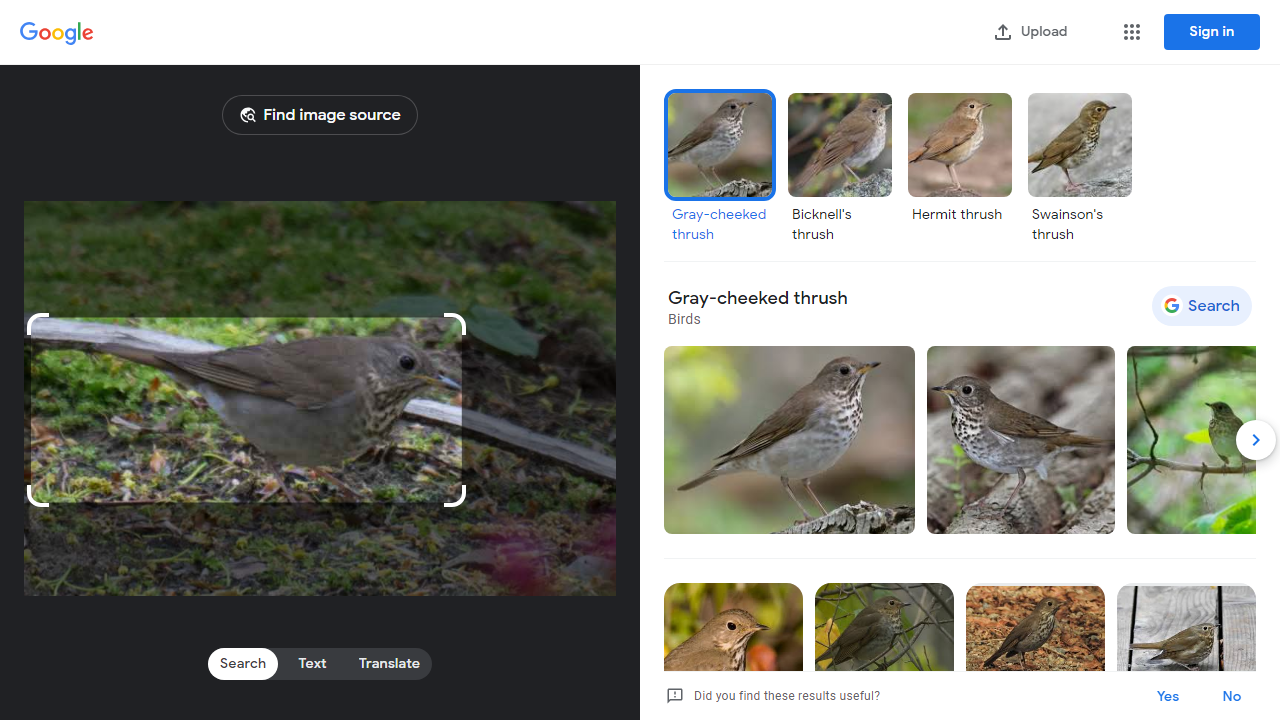 Google
Upload
Sign in
Find image source
Gray-cheeked
thrush
Bicknell's
thrush
Hermit thrush
Swainson's
thrush
Gray-cheeked thrush
Birds
Search
Search
Text
Translate
Did you find these results useful?
Yes
No